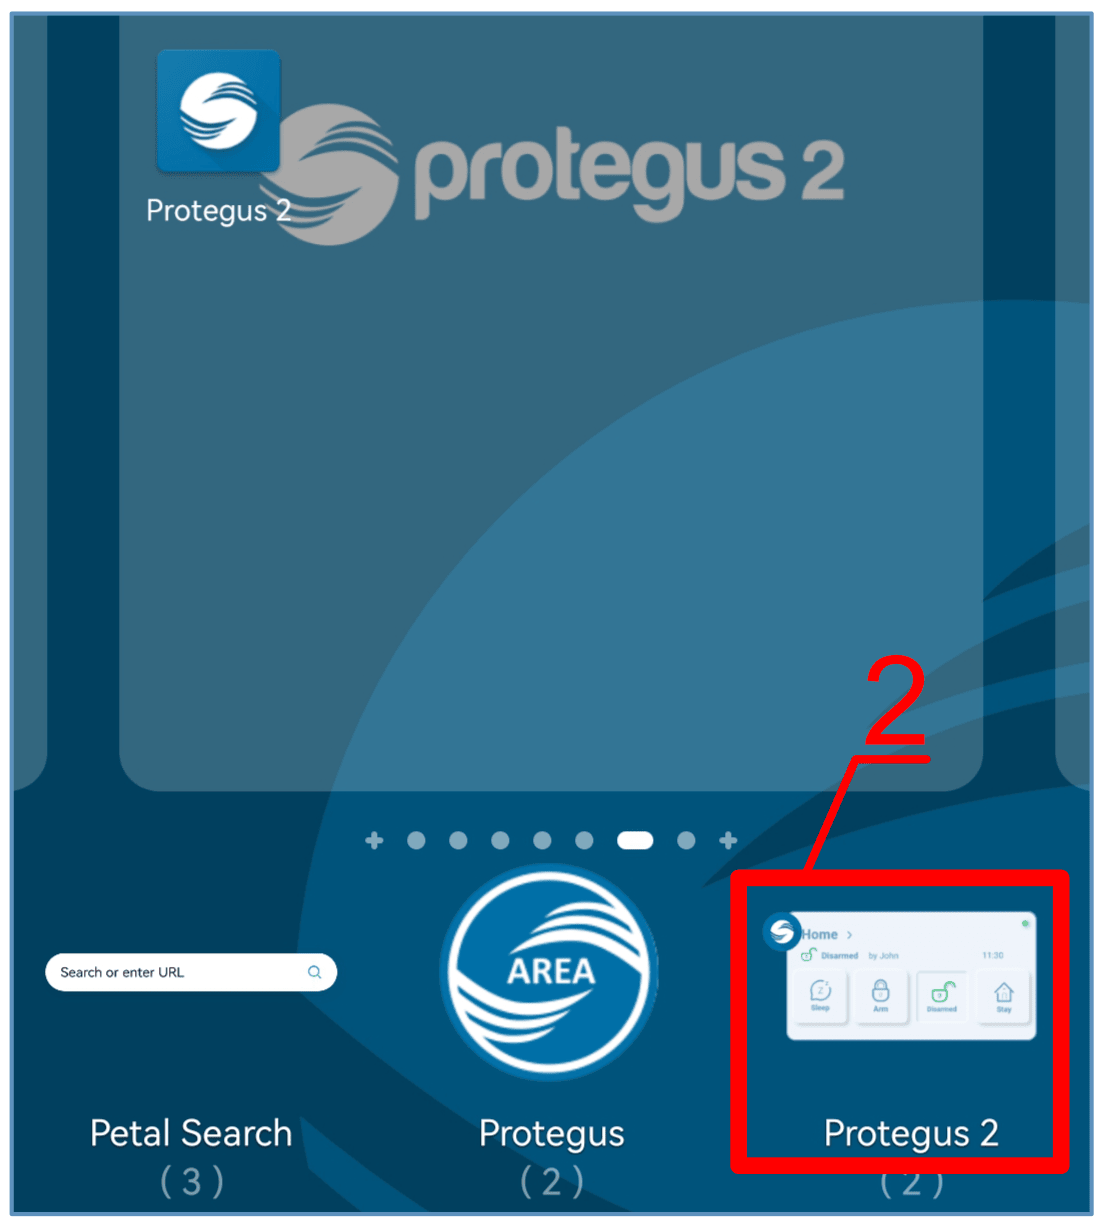 protegus 2
Protegus 2
2
Search or enter URL
AREA
Home >
Disarmed by John 11:30
Sleep Arm Disarmed Stay
Petal Search Protegus Protegus 2
( 3 ) ( 2 ) ( 2 )